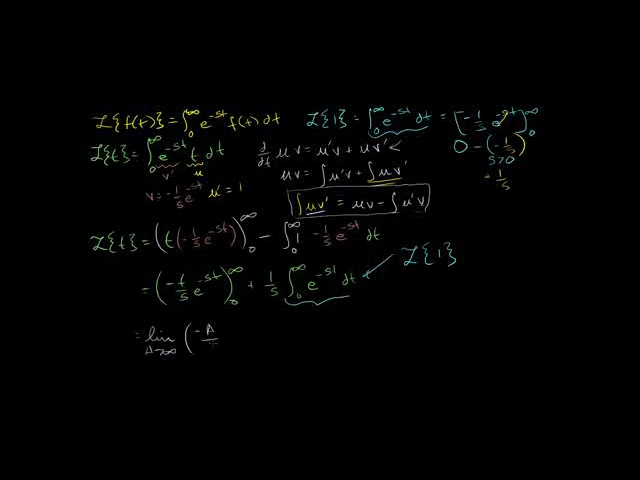 ℒ{f(t)} = ∫₀^∞ e^{-st} f(t) dt
ℒ{1} = ∫₀^∞ e^{-st} dt = [-1/s e^{-st}]₀^∞
0 - (-1/s)
s>0
= 1/s
ℒ{t} = ∫₀^∞ e^{-st} t dt
v' u
v = -1/s e^{-st} u' = 1
d/dt uv = u'v + uv'
uv = ∫u'v + ∫uv'
∫uv' = uv - ∫u'v
ℒ{t} = (t(-1/s e^{-st}))₀^∞ - ∫₀^∞ 1 · -1/s e^{-st} dt
= (-t/s e^{-st})₀^∞ + 1/s ∫₀^∞ e^{-st} dt ← ℒ{1}
= lim A→∞ (-A/